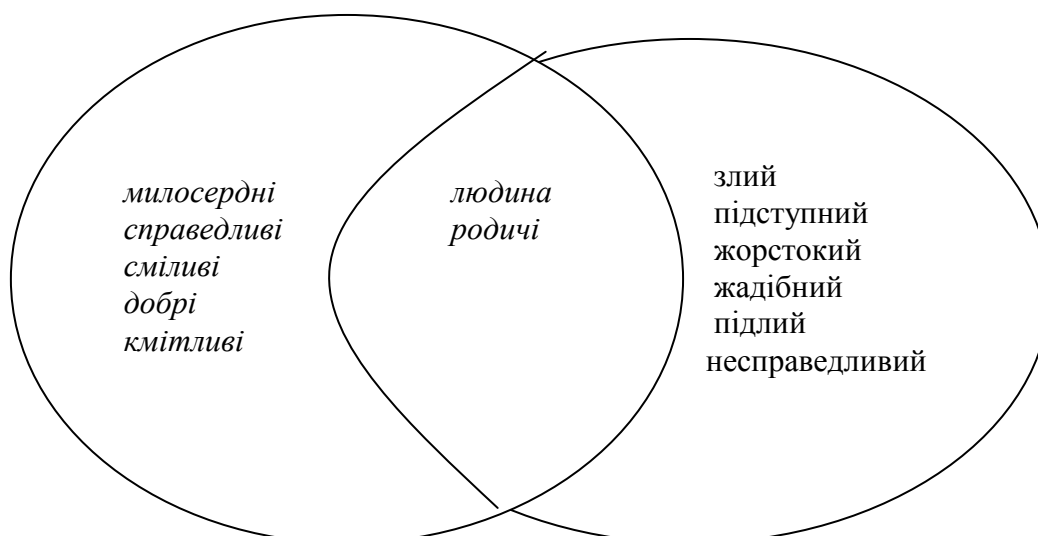 милосердні
справедливі
сміливі
добрі
кмітливі
людина
родичі
злий
підступний
жорстокий
жадібний
підлий
несправедливий